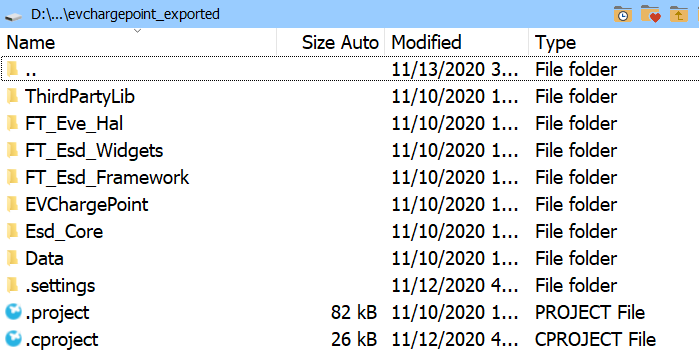 D:\...\evchargepoint_exported
Name Size Auto Modified Type
.. 11/13/2020 3... File folder
ThirdPartyLib 11/10/2020 1... File folder
FT_Eve_Hal 11/10/2020 1... File folder
FT_Esd_Widgets 11/10/2020 1... File folder
FT_Esd_Framework 11/10/2020 1... File folder
EVChargePoint 11/10/2020 1... File folder
Esd_Core 11/10/2020 1... File folder
Data 11/10/2020 1... File folder
.settings 11/12/2020 4... File folder
.project 82 kB 11/10/2020 1... PROJECT File
.cproject 26 kB 11/12/2020 4... CPROJECT File